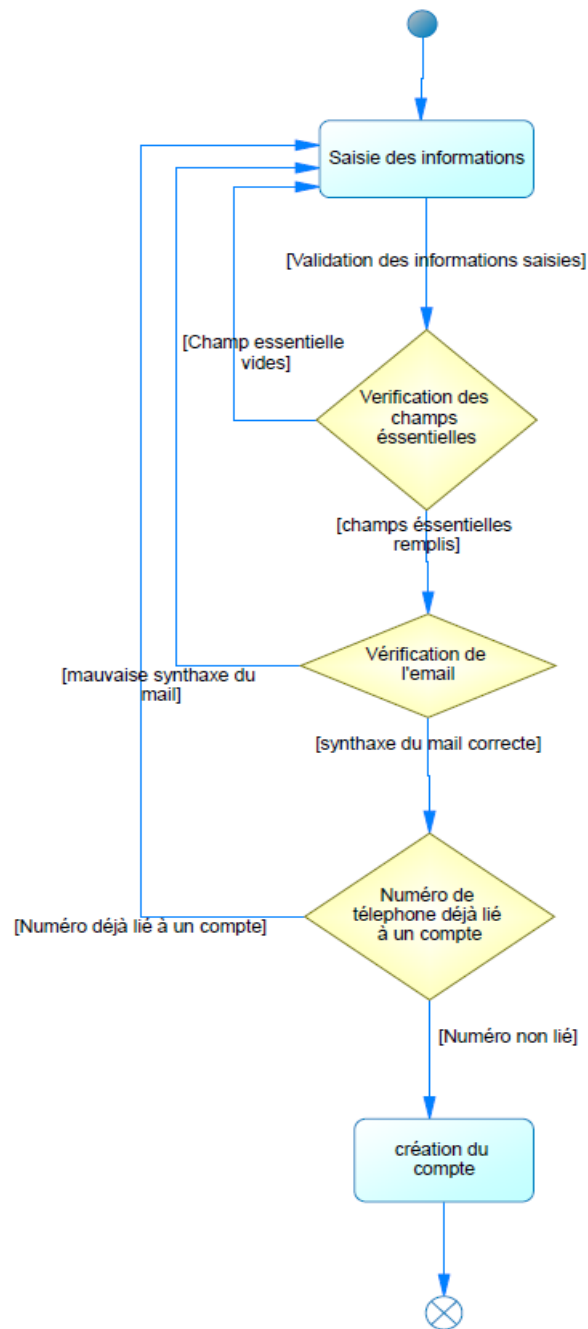 Saisie des informations
[Validation des informations saisies]
[Champ essentielle
vides]
Verification des
champs
éssentielles
[champs éssentielles
remplis]
Vérification de
l'email
[mauvaise synthaxe du
mail]
[synthaxe du mail correcte]
Numéro de
télephone déjà lié
à un compte
[Numéro déjà lié à un compte]
[Numéro non lié]
création du
compte